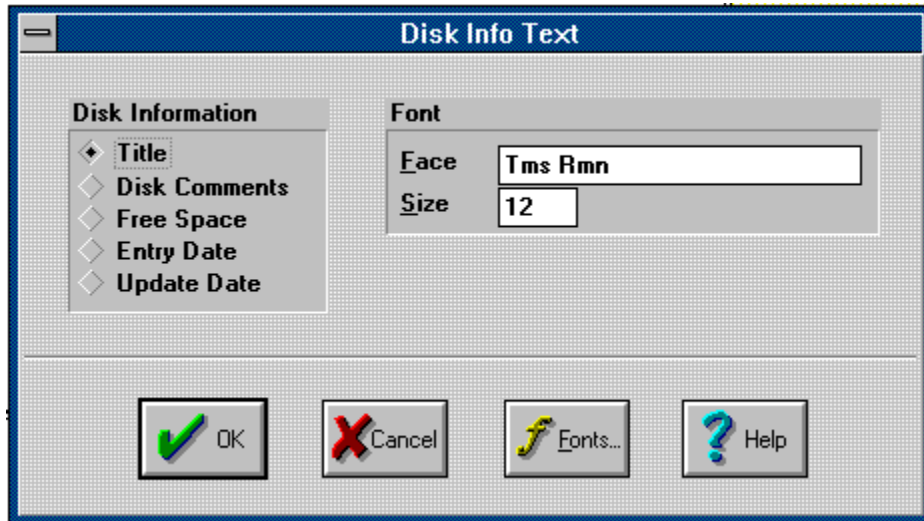 Disk Info Text
Disk Information
Title
Disk Comments
Free Space
Entry Date
Update Date
Font
Face
Tms Rmn
Size
12
OK
Cancel
Fonts...
Help